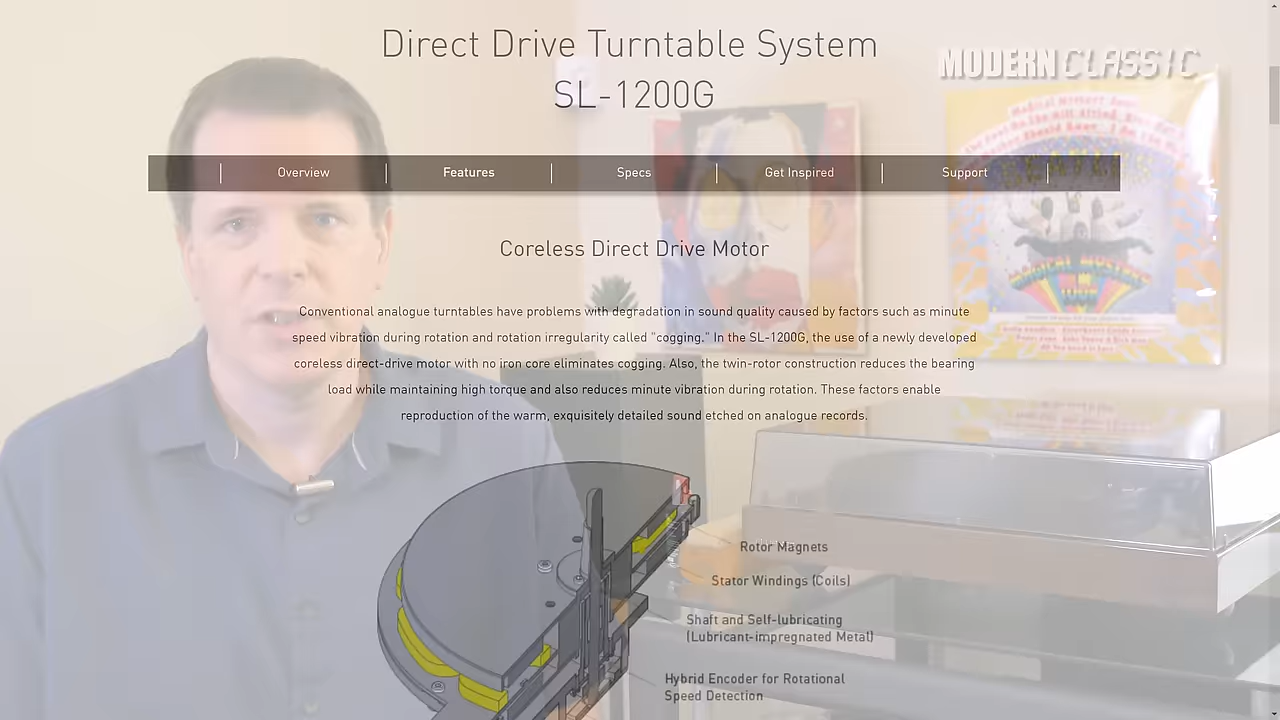 Direct Drive Turntable System
SL-1200G
MODERN CLASSIC
Overview
Features
Specs
Get Inspired
Support
Coreless Direct Drive Motor
Conventional analogue turntables have problems with degradation in sound quality caused by factors such as minute
speed vibration during rotation and rotation irregularity called "cogging." In the SL-1200G, the use of a newly developed
coreless direct-drive motor with no iron core eliminates cogging. Also, the twin-rotor construction reduces the bearing
load while maintaining high torque and also reduces minute vibration during rotation. These factors enable
reproduction of the warm, exquisitely detailed sound etched on analogue records.
MAGICAL MYSTERY
TOUR
Rotor Magnets
Stator Windings (Coils)
Shaft and Self-lubricating
(Lubricant-impregnated Metal)
Hybrid Encoder for Rotational
Speed Detection